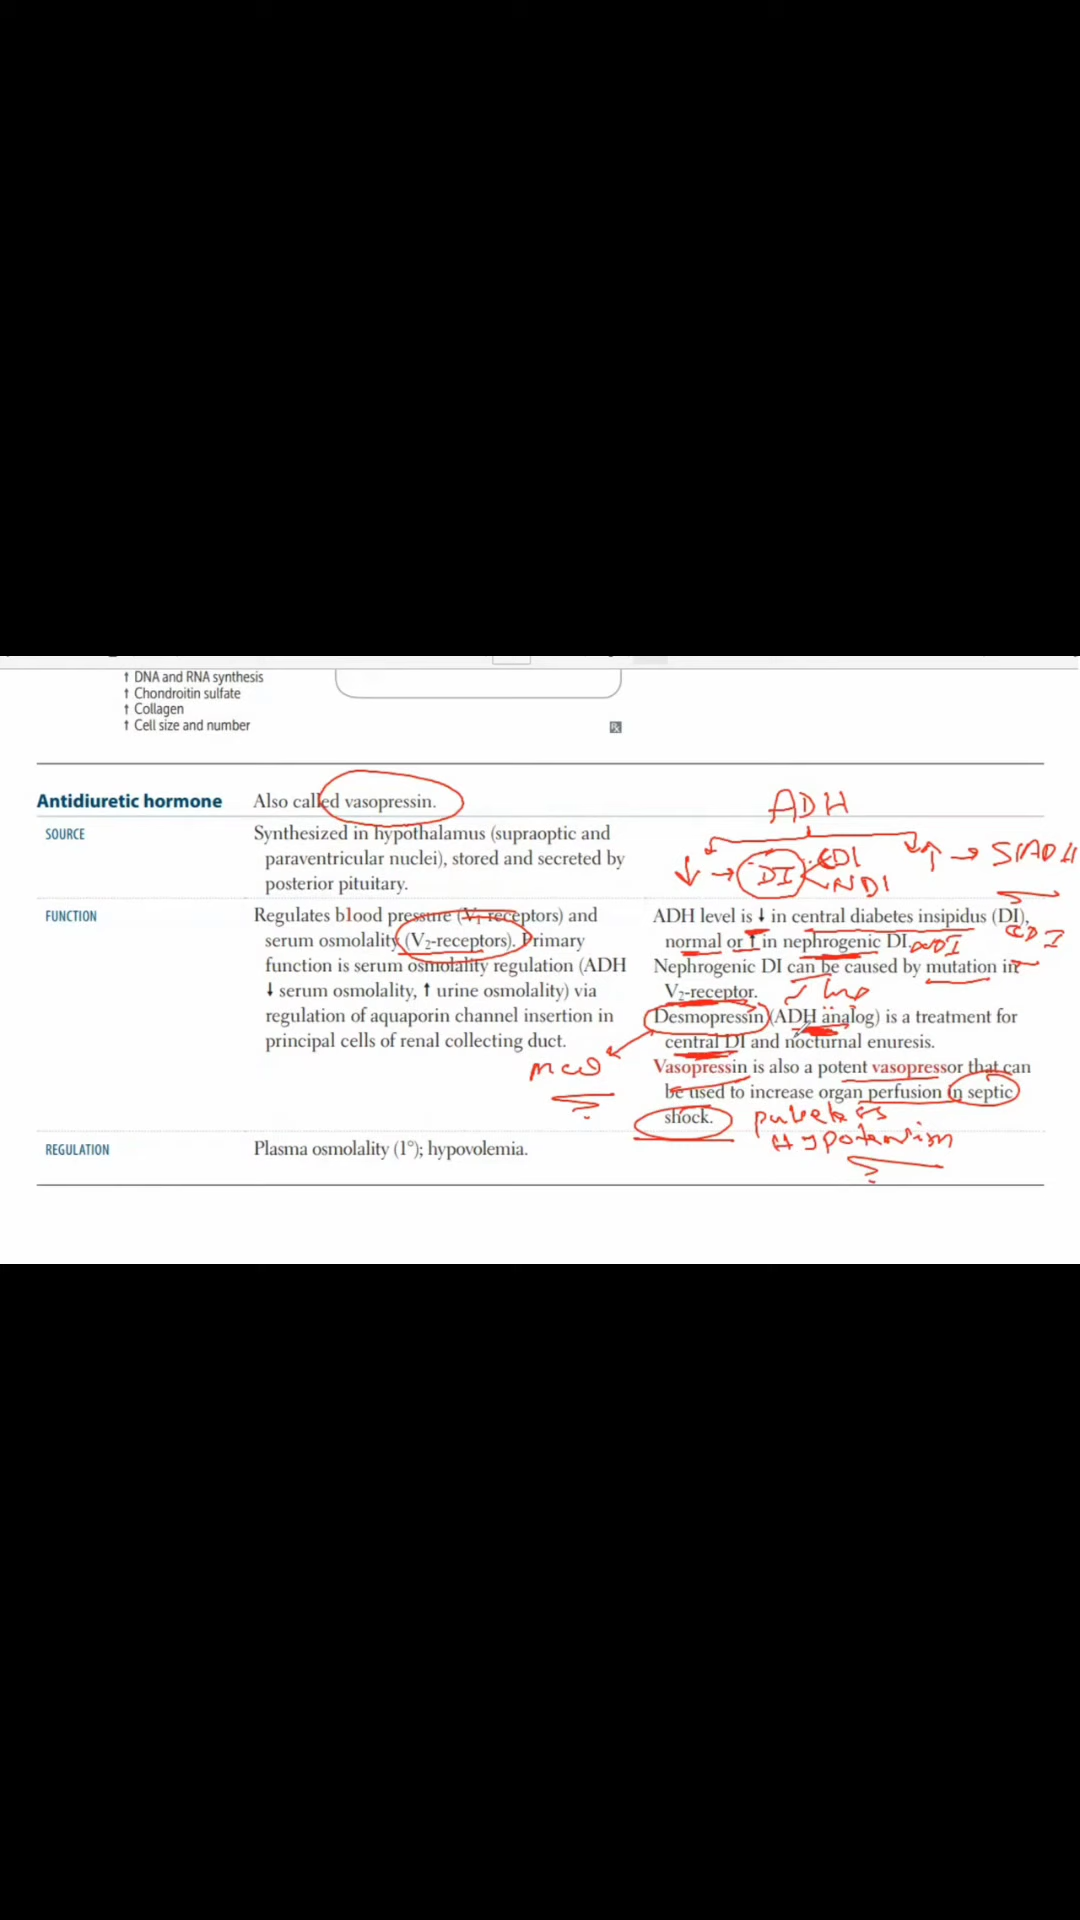 ↑ DNA and RNA synthesis
↑ Chondroitin sulfate
↑ Collagen
↑ Cell size and number
Rx
Antidiuretic hormone
Also called vasopressin.
SOURCE
Synthesized in hypothalamus (supraoptic and
paraventricular nuclei), stored and secreted by
posterior pituitary.
ADH
↓ → DI
CDI
NDI
↑ → SIADH
FUNCTION
Regulates blood pressure (V1-receptors) and
serum osmolality (V2-receptors). Primary
function is serum osmolality regulation (ADH
↓ serum osmolality, ↑ urine osmolality) via
regulation of aquaporin channel insertion in
principal cells of renal collecting duct.
ADH level is ↓ in central diabetes insipidus (DI),
CDI
normal or ↑ in nephrogenic DI.
NDI
Nephrogenic DI can be caused by mutation in
V2-receptor.
Desmopressin (ADH analog) is a treatment for
central DI and nocturnal enuresis.
MCQ
Vasopressin is also a potent vasopressor that can
be used to increase organ perfusion in septic
shock.
Hypotension
REGULATION
Plasma osmolality (1°); hypovolemia.